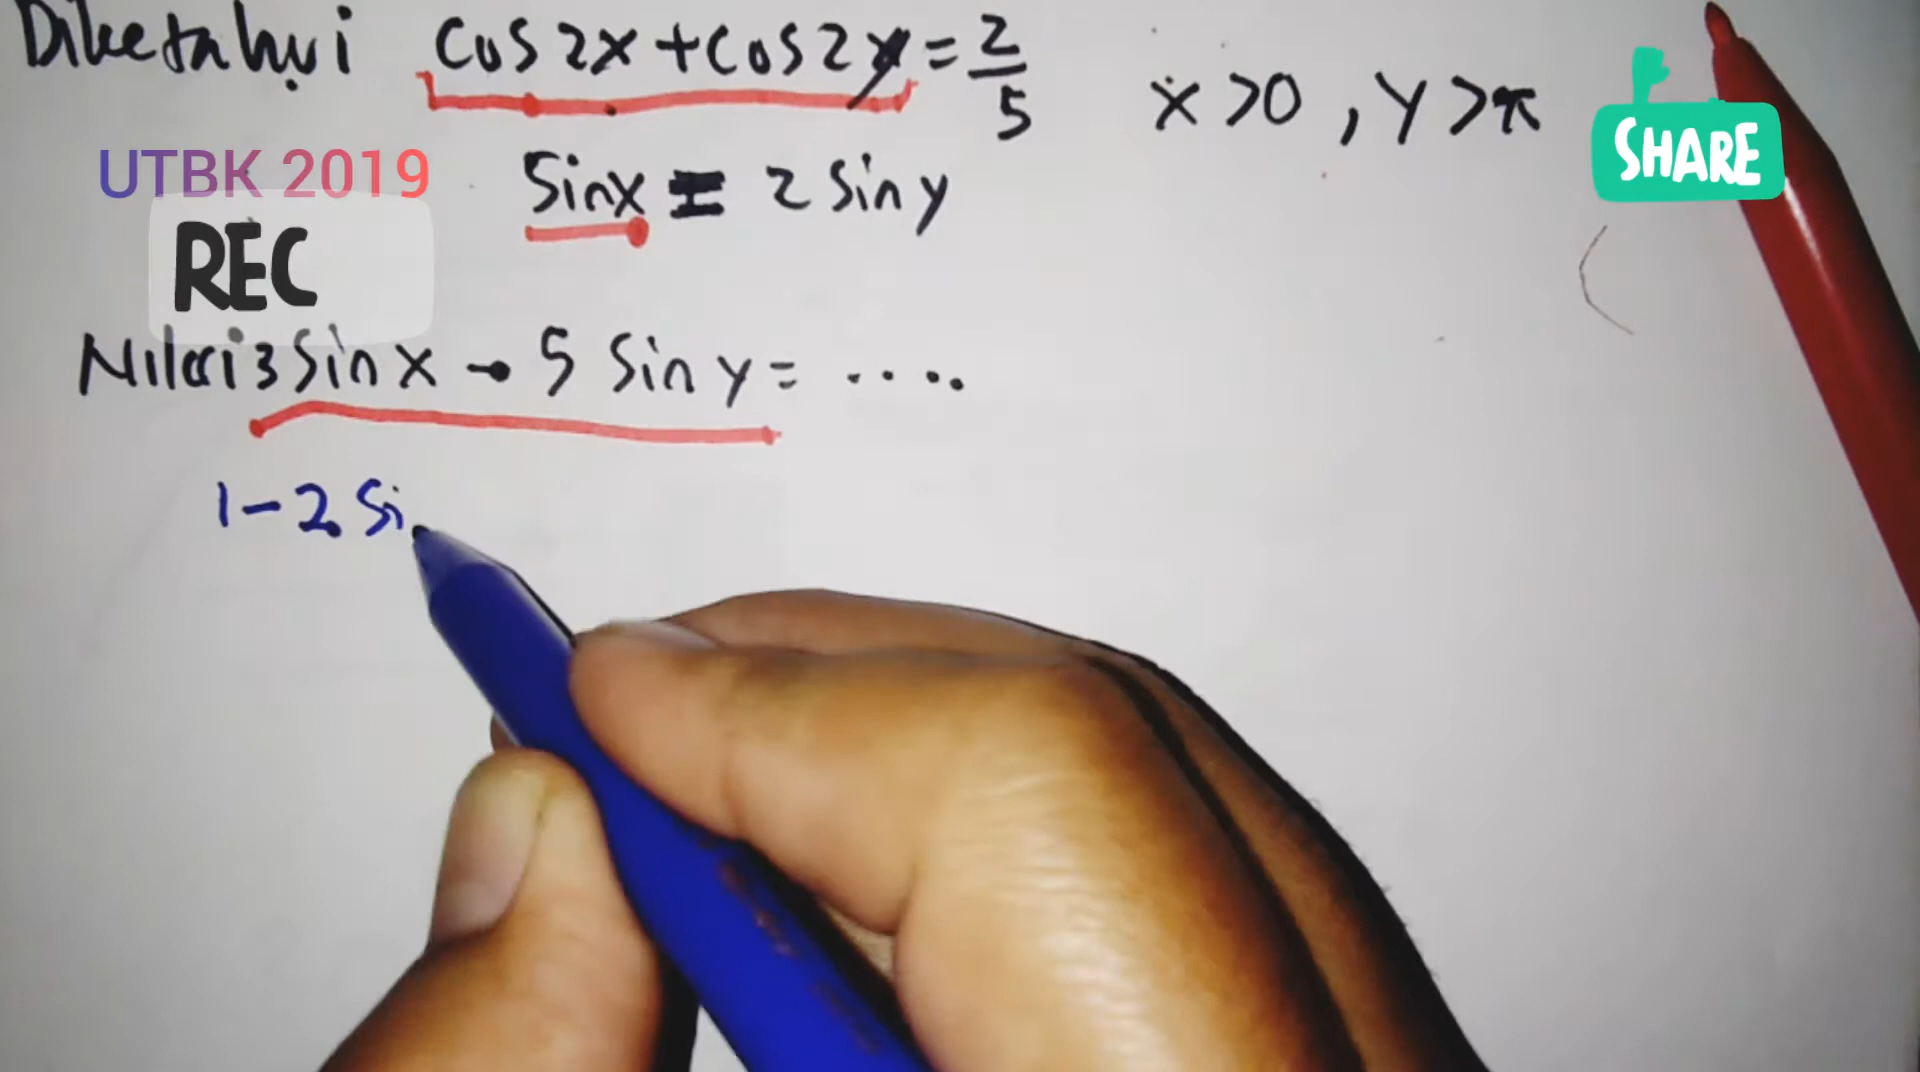 Diketahui cos 2x + cos 2y = 2/5 x > 0 , y > π
SHARE
UTBK 2019
Sin x = 2 sin y
REC
Nilai 3 sin x - 5 sin y = ....
1 - 2 Si